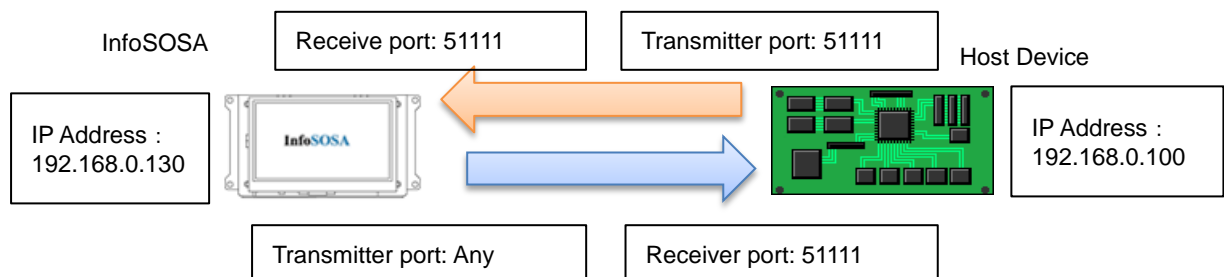 InfoSOSA
Receive port: 51111
Transmitter port: 51111
Host Device
IP Address：
192.168.0.130
InfoSOSA
IP Address：
192.168.0.100
Transmitter port: Any
Receiver port: 51111